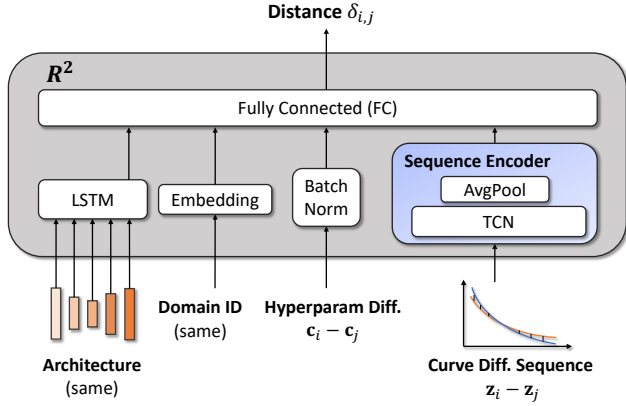 Distance δ_{i,j}
R²
Fully Connected (FC)
Sequence Encoder
LSTM
Embedding
Batch
Norm
AvgPool
TCN
Architecture
(same)
Domain ID
(same)
Hyperparam Diff.
c_i − c_j
Curve Diff. Sequence
z_i − z_j